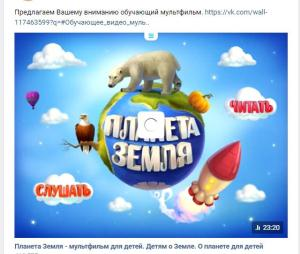 Предлагаем Вашему вниманию обучающий мультфильм. https://vk.com/wall-
117463599?q=#Обучающее_видео_муль..
ПЛАНЕТА
ЗЕМЛЯ
ЧИТАТЬ
СЛУШАТЬ
23:20
Планета Земля - мультфильм для детей. Детям о Земле. О планете для детей